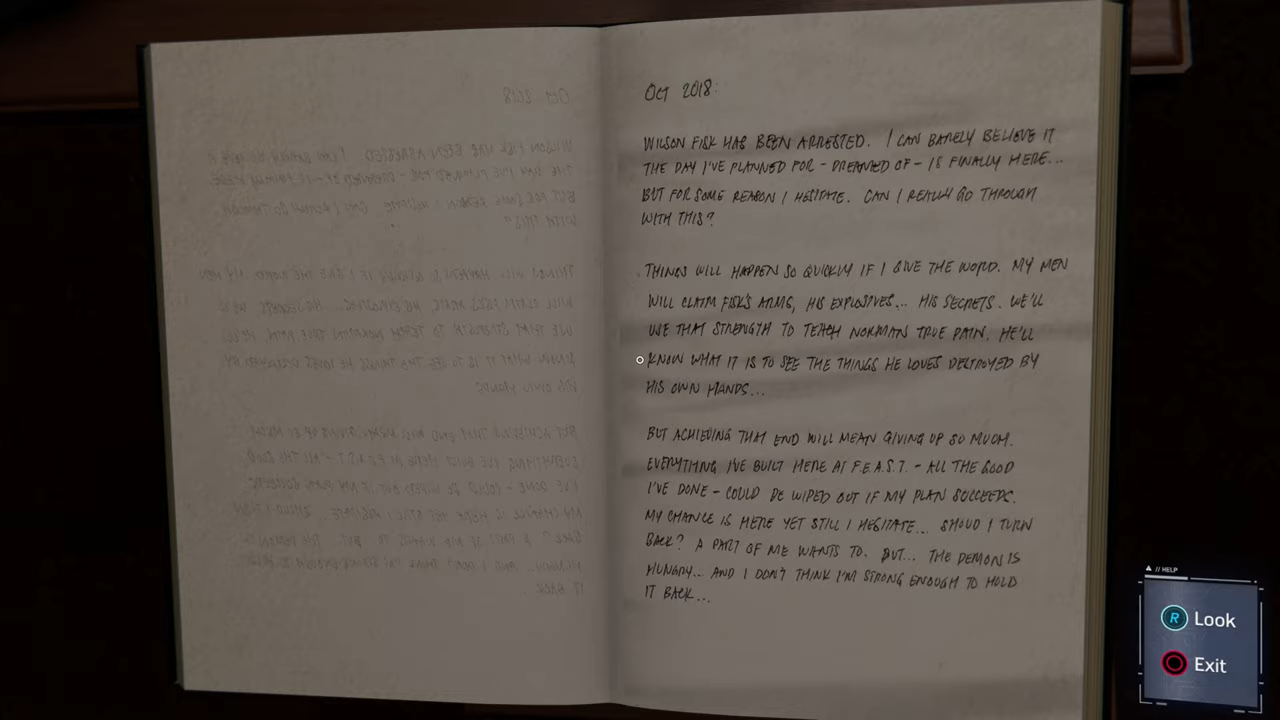 OCT 2018:
WILSON FISK HAS BEEN ARRESTED. I CAN BARELY BELIEVE IT
THE DAY I'VE PLANNED FOR - DREAMED OF - IS FINALLY HERE...
BUT FOR SOME REASON I HESITATE. CAN I REALLY GO THROUGH
WITH THIS?
THINGS WILL HAPPEN SO QUICKLY IF I GIVE THE WORD. MY MEN
WILL CLAIM FISK'S ARMS, HIS EXPLOSIVES... HIS SECRETS. WE'LL
USE THAT STRENGTH TO TEACH NORMAN TRUE PAIN. HE'LL
KNOW WHAT IT IS TO SEE THE THINGS HE LOVES DESTROYED BY
HIS OWN HANDS...
BUT ACHIEVING THAT END WILL MEAN GIVING UP SO MUCH.
EVERYTHING I'VE BUILT HERE AT F.E.A.S.T. - ALL THE GOOD
I'VE DONE - COULD BE WIPED OUT IF MY PLAN SUCCEEDS.
MY CHANCE IS HERE YET STILL I HESITATE... SHOUD I TURN
BACK? A PART OF ME WANTS TO. BUT... THE DEMON IS
HUNGRY... AND I DON'T THINK I'M STRONG ENOUGH TO HOLD
IT BACK...
// HELP
R Look
Exit